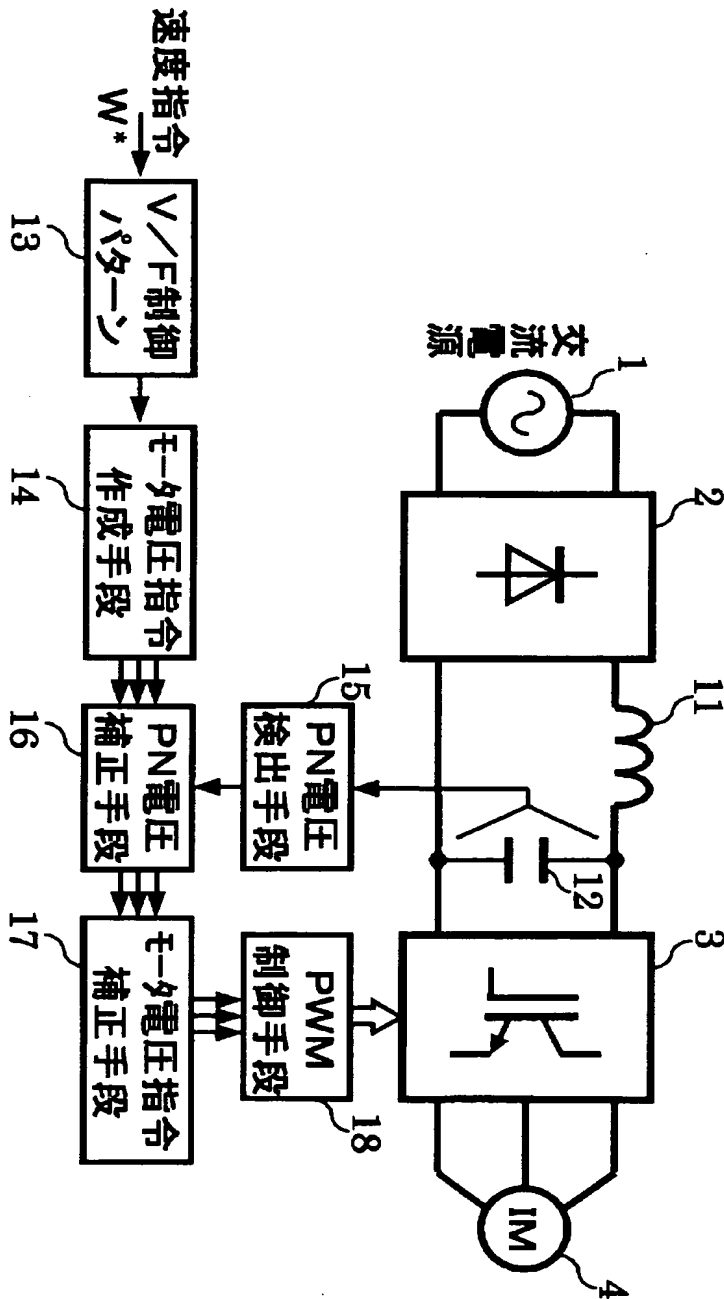 交流電源
1
2
11
12
3
4
IM
15
PN電圧
検出手段
PWM
制御手段
18
速度指令
W*
V/F制御
パターン
13
モータ電圧指令
作成手段
14
PN電圧
補正手段
16
モータ電圧指令
補正手段
17